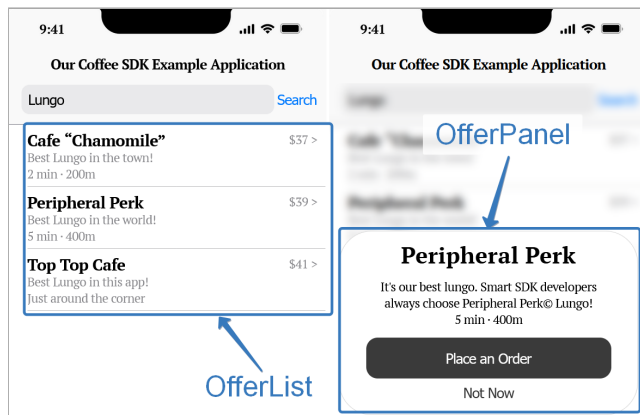 9:41
Our Coffee SDK Example Application
Lungo Search
Cafe “Chamomile” $37 >
Best Lungo in the town!
2 min · 200m
Peripheral Perk $39 >
Best Lungo in the world!
5 min · 400m
Top Top Cafe $41 >
Best Lungo in this app!
Just around the corner
OfferList
9:41
Our Coffee SDK Example Application
OfferPanel
Peripheral Perk
It's our best lungo. Smart SDK developers
always choose Peripheral Perk© Lungo!
5 min · 400m
Place an Order
Not Now